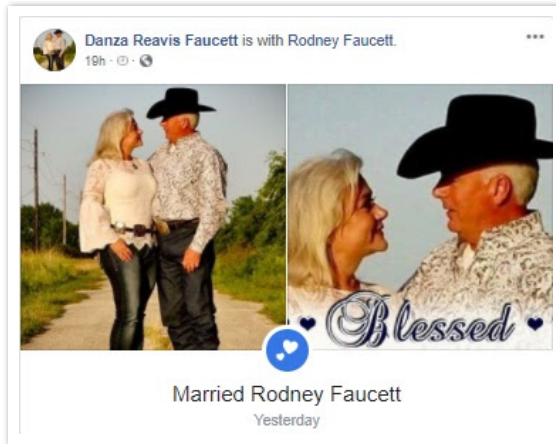 Danza Reavis Faucett is with Rodney Faucett.
19h
Blessed
Married Rodney Faucett
Yesterday